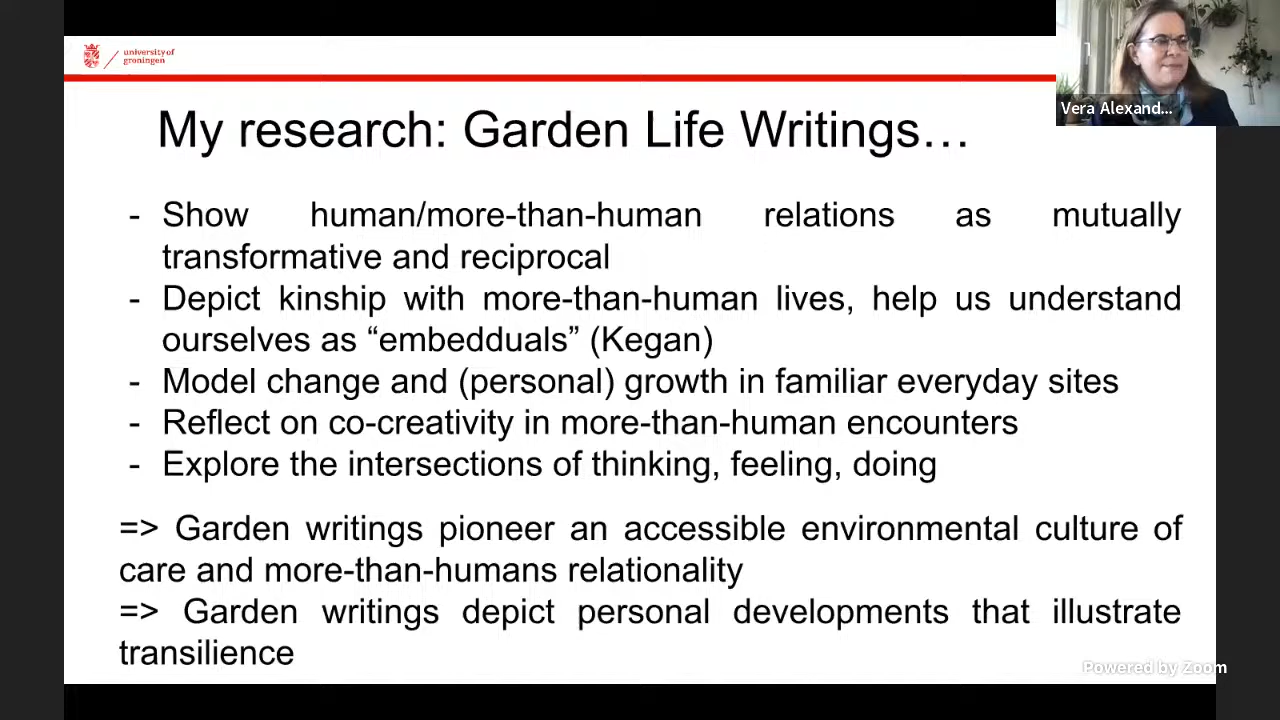 university of
groningen
Vera Alexand...
My research: Garden Life Writings…
- Show human/more-than-human relations as mutually
transformative and reciprocal
- Depict kinship with more-than-human lives, help us understand
ourselves as “embedduals” (Kegan)
- Model change and (personal) growth in familiar everyday sites
- Reflect on co-creativity in more-than-human encounters
- Explore the intersections of thinking, feeling, doing
=> Garden writings pioneer an accessible environmental culture of
care and more-than-humans relationality
=> Garden writings depict personal developments that illustrate
transilience
Powered by Zoom